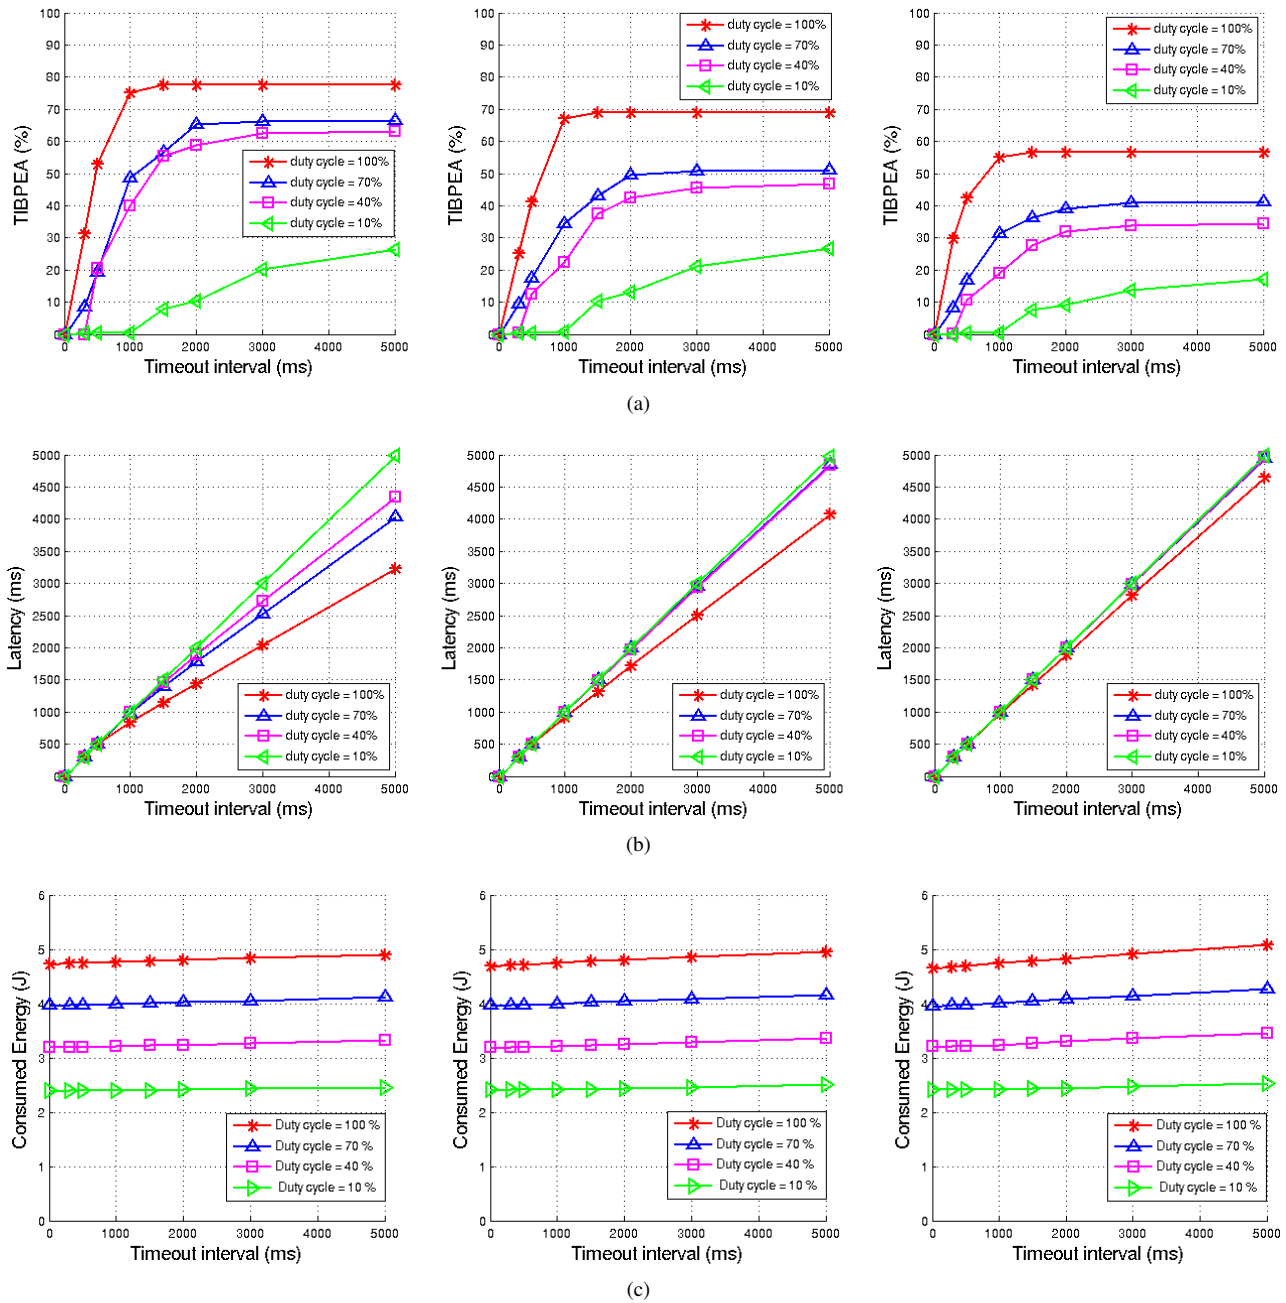 100
90
80
70
60
50
40
30
20
10
0
TIBPEA (%)
duty cycle = 100%
duty cycle = 70%
duty cycle = 40%
duty cycle = 10%
0 1000 2000 3000 4000 5000
Timeout interval (ms)
100
90
80
70
60
50
40
30
20
10
0
TIBPEA (%)
duty cycle = 100%
duty cycle = 70%
duty cycle = 40%
duty cycle = 10%
0 1000 2000 3000 4000 5000
Timeout interval (ms)
100
90
80
70
60
50
40
30
20
10
0
TIBPEA (%)
duty cycle = 100%
duty cycle = 70%
duty cycle = 40%
duty cycle = 10%
0 1000 2000 3000 4000 5000
Timeout interval (ms)
(a)
5000
4500
4000
3500
3000
2500
2000
1500
1000
500
0
Latency (ms)
duty cycle = 100%
duty cycle = 70%
duty cycle = 40%
duty cycle = 10%
0 1000 2000 3000 4000 5000
Timeout interval (ms)
5000
4500
4000
3500
3000
2500
2000
1500
1000
500
0
Latency (ms)
duty cycle = 100%
duty cycle = 70%
duty cycle = 40%
duty cycle = 10%
0 1000 2000 3000 4000 5000
Timeout interval (ms)
5000
4500
4000
3500
3000
2500
2000
1500
1000
500
0
Latency (ms)
duty cycle = 100%
duty cycle = 70%
duty cycle = 40%
duty cycle = 10%
0 1000 2000 3000 4000 5000
Timeout interval (ms)
(b)
6
5
4
3
2
1
0
Consumed Energy (J)
Duty cycle = 100 %
Duty cycle = 70 %
Duty cycle = 40 %
Duty cycle = 10 %
0 1000 2000 3000 4000 5000
Timeout interval (ms)
6
5
4
3
2
1
0
Consumed Energy (J)
Duty cycle = 100 %
Duty cycle = 70 %
Duty cycle = 40 %
Duty cycle = 10 %
0 1000 2000 3000 4000 5000
Timeout interval (ms)
6
5
4
3
2
1
0
Consumed Energy (J)
Duty cycle = 100 %
Duty cycle = 70 %
Duty cycle = 40 %
Duty cycle = 10 %
0 1000 2000 3000 4000 5000
Timeout interval (ms)
(c)